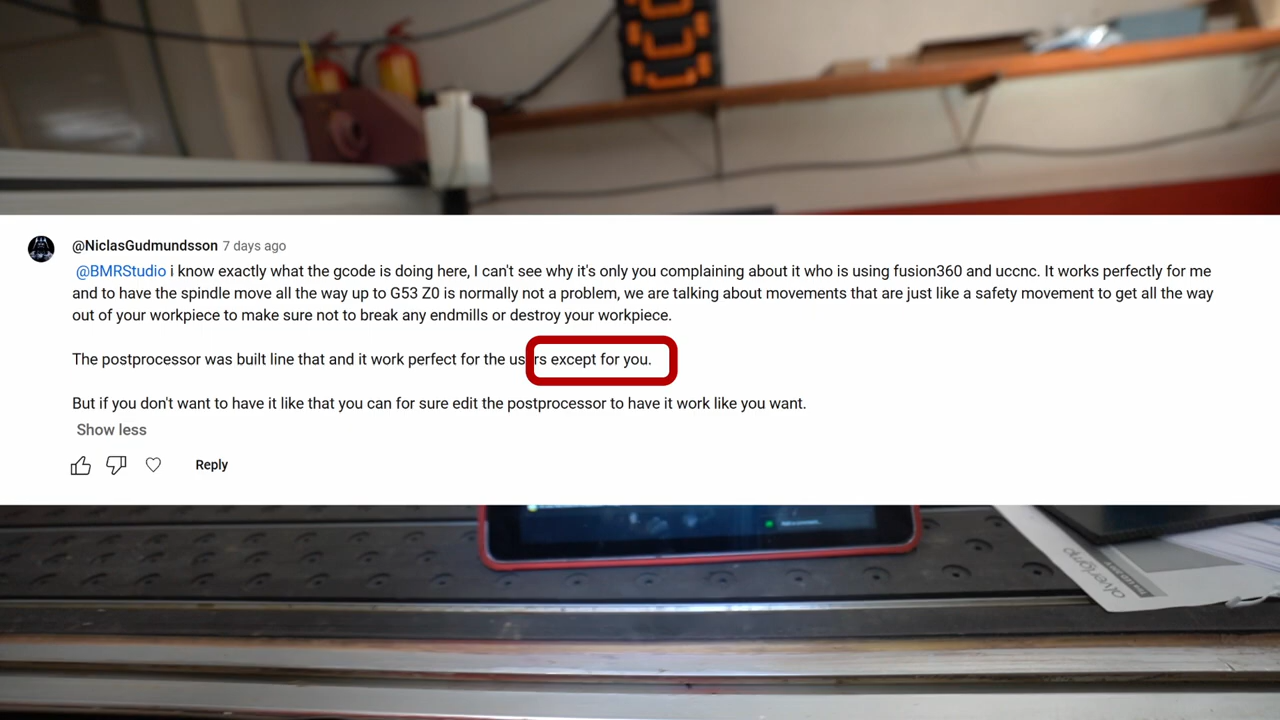 @NiclasGudmundsson 7 days ago
@BMRStudio i know exactly what the gcode is doing here, I can't see why it's only you complaining about it who is using fusion360 and uccnc. It works perfectly for me
and to have the spindle move all the way up to G53 Z0 is normally not a problem, we are talking about movements that are just like a safety movement to get all the way
out of your workpiece to make sure not to break any endmills or destroy your workpiece.
The postprocessor was built line that and it work perfect for the users except for you.
But if you don't want to have it like that you can for sure edit the postprocessor to have it work like you want.
Show less
Reply